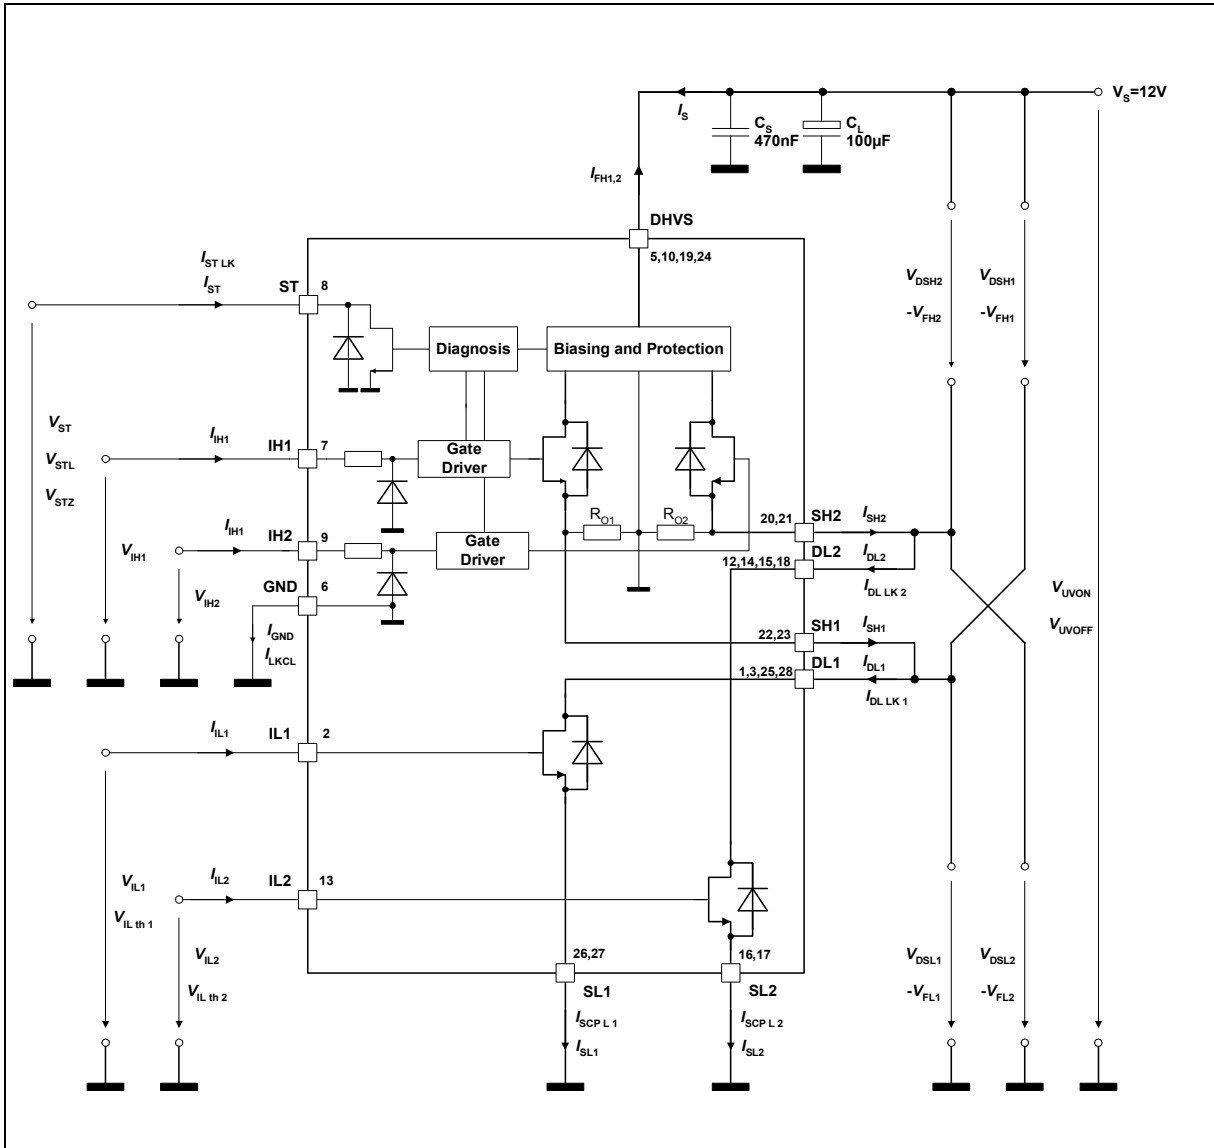 V_S=12V
I_S
C_S
470nF
C_L
100µF
I_FH1,2
DHVS
5,10,19,24
I_ST LK
I_ST
ST
8
V_DSH2
V_DSH1
-V_FH2
-V_FH1
Diagnosis
Biasing and Protection
V_ST
V_STL
V_STZ
I_IH1
IH1
7
Gate
Driver
R_O1
R_O2
20,21
SH2
I_SH2
I_IH1
IH2
9
Gate
Driver
DL2
I_DL2
12,14,15,18
I_DL LK 2
V_IH1
V_IH2
GND
6
I_GND
I_LKCL
V_UVON
V_UVOFF
22,23
SH1
I_SH1
DL1
I_DL1
1,3,25,28
I_DL LK 1
I_IL1
IL1
2
V_IL1
V_IL th 1
I_IL2
IL2
13
V_IL2
V_IL th 2
26,27
16,17
SL1
SL2
I_SCP L 1
I_SL1
I_SCP L 2
I_SL2
V_DSL1
V_DSL2
-V_FL1
-V_FL2